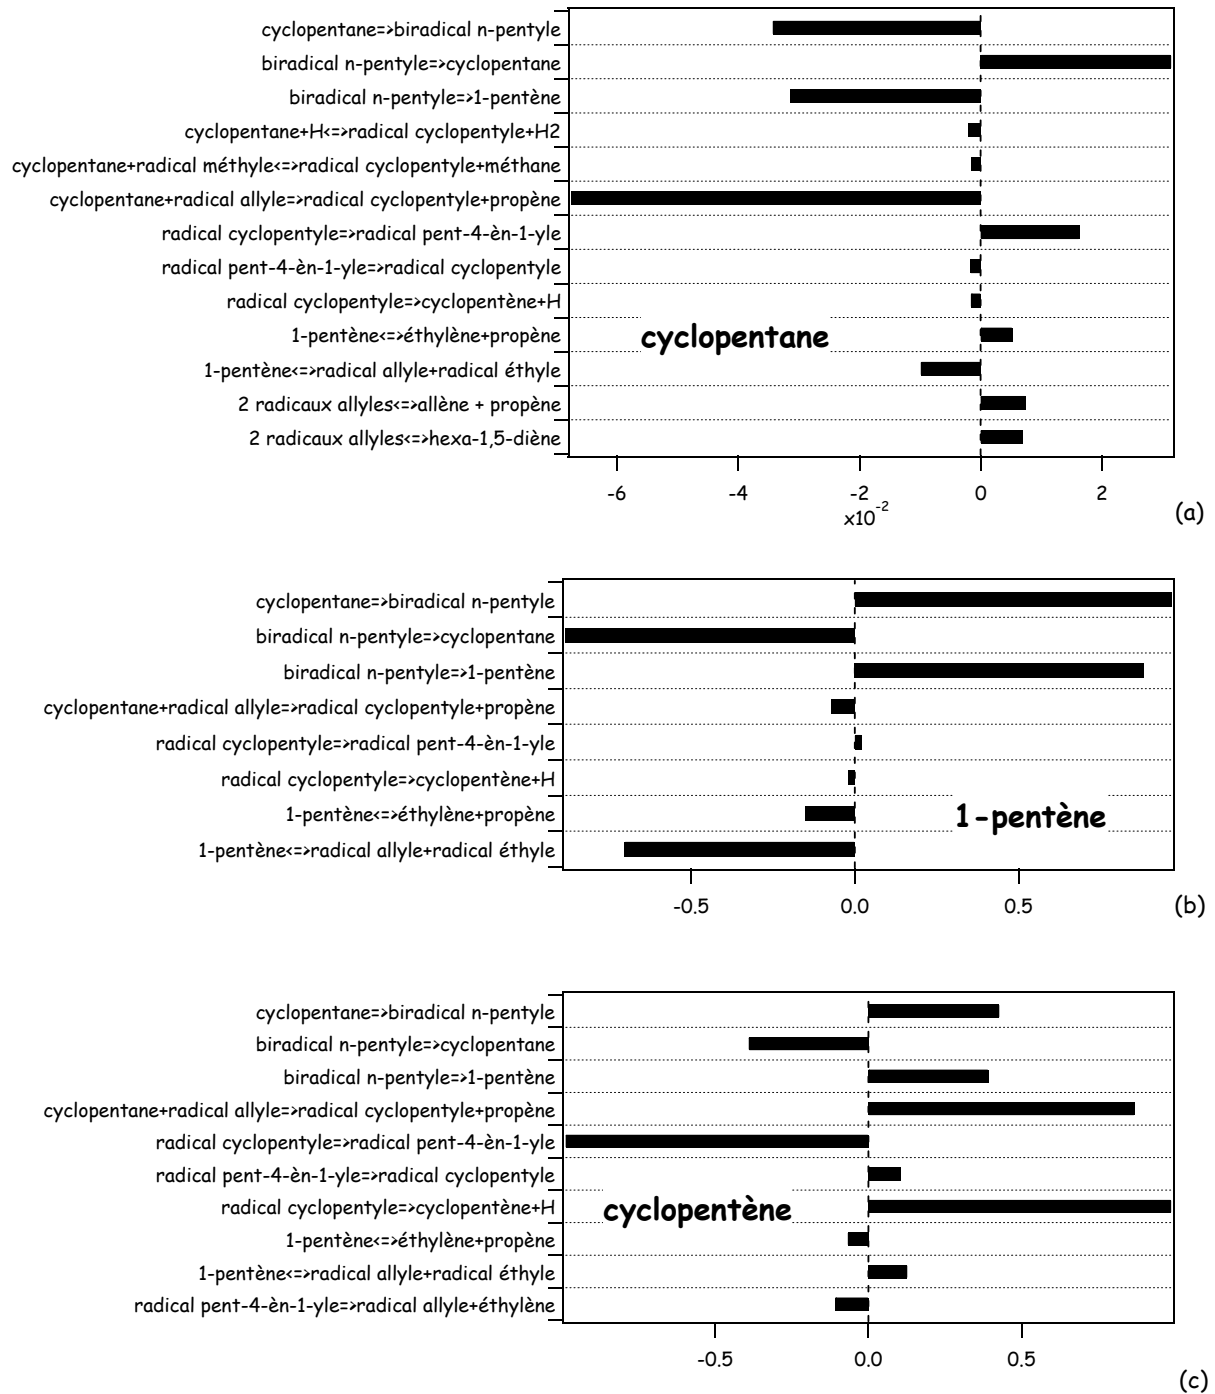 cyclopentane=>biradical n-pentyle
biradical n-pentyle=>cyclopentane
biradical n-pentyle=>1-pentène
cyclopentane+H<=>radical cyclopentyle+H2
cyclopentane+radical méthyle<=>radical cyclopentyle+méthane
cyclopentane+radical allyle=>radical cyclopentyle+propène
radical cyclopentyle=>radical pent-4-èn-1-yle
radical pent-4-èn-1-yle=>radical cyclopentyle
radical cyclopentyle=>cyclopentène+H
1-pentène<=>éthylène+propène
cyclopentane
1-pentène<=>radical allyle+radical éthyle
2 radicaux allyles<=>allène + propène
2 radicaux allyles<=>hexa-1,5-diène
-6 -4 -2 0 2
x10-2
(a)
cyclopentane=>biradical n-pentyle
biradical n-pentyle=>cyclopentane
biradical n-pentyle=>1-pentène
cyclopentane+radical allyle=>radical cyclopentyle+propène
radical cyclopentyle=>radical pent-4-èn-1-yle
radical cyclopentyle=>cyclopentène+H
1-pentène<=>éthylène+propène
1-pentène
1-pentène<=>radical allyle+radical éthyle
-0.5 0.0 0.5
(b)
cyclopentane=>biradical n-pentyle
biradical n-pentyle=>cyclopentane
biradical n-pentyle=>1-pentène
cyclopentane+radical allyle=>radical cyclopentyle+propène
radical cyclopentyle=>radical pent-4-èn-1-yle
radical pent-4-èn-1-yle=>radical cyclopentyle
radical cyclopentyle=>cyclopentène+H
cyclopentène
1-pentène<=>éthylène+propène
1-pentène<=>radical allyle+radical éthyle
radical pent-4-èn-1-yle=>radical allyle+éthylène
-0.5 0.0 0.5
(c)